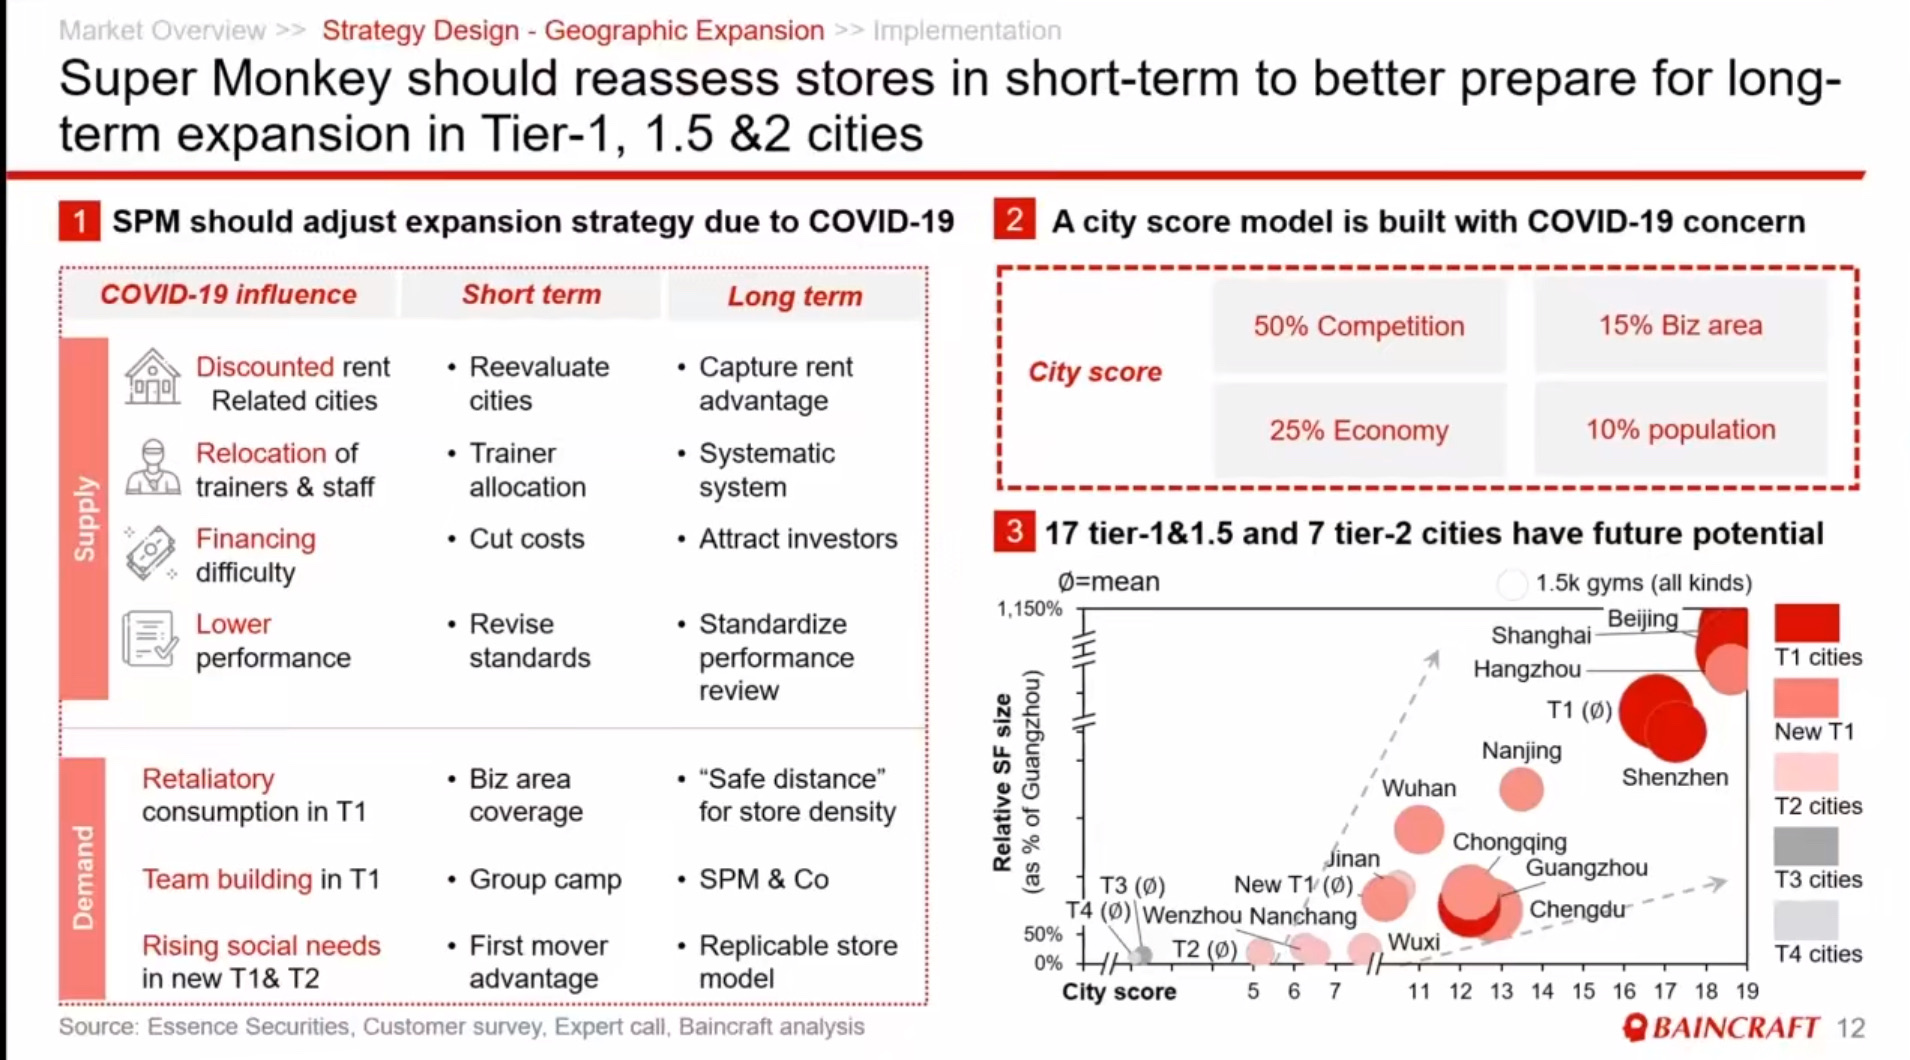 Market Overview >> Strategy Design - Geographic Expansion >> Implementation
Super Monkey should reassess stores in short-term to better prepare for long-
term expansion in Tier-1, 1.5 &2 cities
1 SPM should adjust expansion strategy due to COVID-19
COVID-19 influence Short term Long term
Supply
Discounted rent
Related cities
• Reevaluate
cities
• Capture rent
advantage
Relocation of
trainers & staff
• Trainer
allocation
• Systematic
system
Financing
difficulty
• Cut costs
• Attract investors
Lower
performance
• Revise
standards
• Standardize
performance
review
Demand
Retaliatory
consumption in T1
• Biz area
coverage
• “Safe distance”
for store density
Team building in T1
• Group camp
• SPM & Co
Rising social needs
in new T1& T2
• First mover
advantage
• Replicable store
model
2 A city score model is built with COVID-19 concern
City score
50% Competition
15% Biz area
25% Economy
10% population
3 17 tier-1&1.5 and 7 tier-2 cities have future potential
Ø=mean
1.5k gyms (all kinds)
Relative SF size
(as % of Guangzhou)
1,150%
50%
0%
Beijing
Shanghai
Hangzhou
T1 (Ø)
Shenzhen
Nanjing
Wuhan
Chongqing
Guangzhou
Chengdu
Jinan
New T1 (Ø)
T3 (Ø)
T4 (Ø)
Wenzhou Nanchang
T2 (Ø)
Wuxi
City score 5 6 7 11 12 13 14 15 16 17 18 19
T1 cities
New T1
T2 cities
T3 cities
T4 cities
Source: Essence Securities, Customer survey, Expert call, Baincraft analysis
BAINCRAFT 12